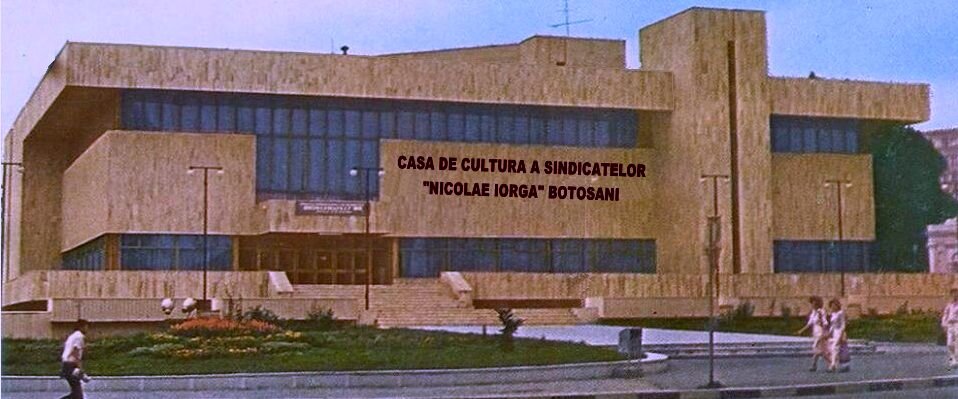 CASA DE CULTURA A SINDICATELOR
"NICOLAE IORGA" BOTOSANI